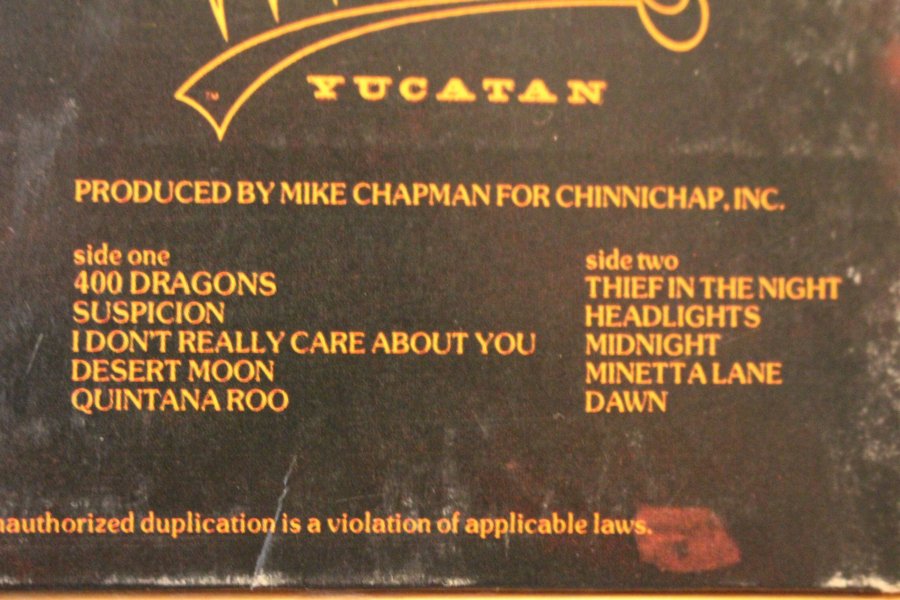 ™
YUCATAN
PRODUCED BY MIKE CHAPMAN FOR CHINNICHAP, INC.
side one
400 DRAGONS
SUSPICION
I DON'T REALLY CARE ABOUT YOU
DESERT MOON
QUINTANA ROO
side two
THIEF IN THE NIGHT
HEADLIGHTS
MIDNIGHT
MINETTA LANE
DAWN
nauthorized duplication is a violation of applicable laws.